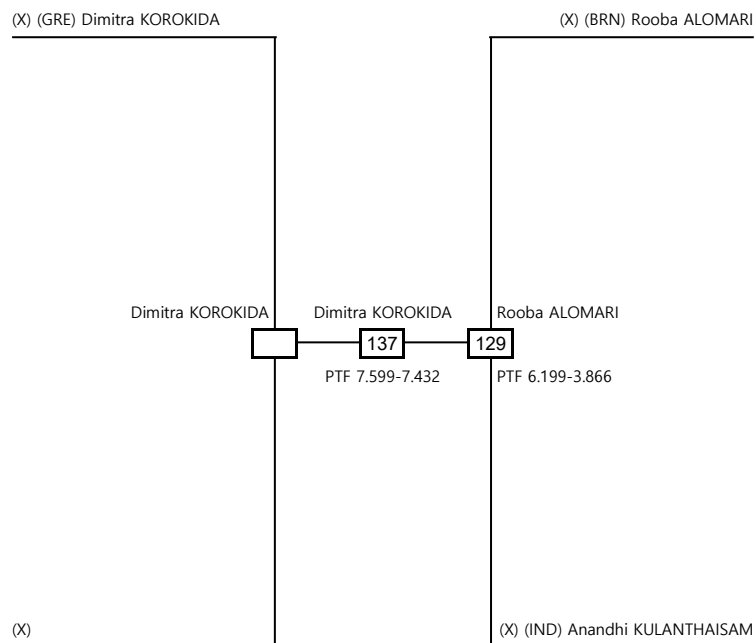 (X) (GRE) Dimitra KOROKIDA
(X) (BRN) Rooba ALOMARI
Dimitra KOROKIDA
Dimitra KOROKIDA
Rooba ALOMARI
137
129
PTF 7.599-7.432
PTF 6.199-3.866
(X)
(X) (IND) Anandhi KULANTHAISAM